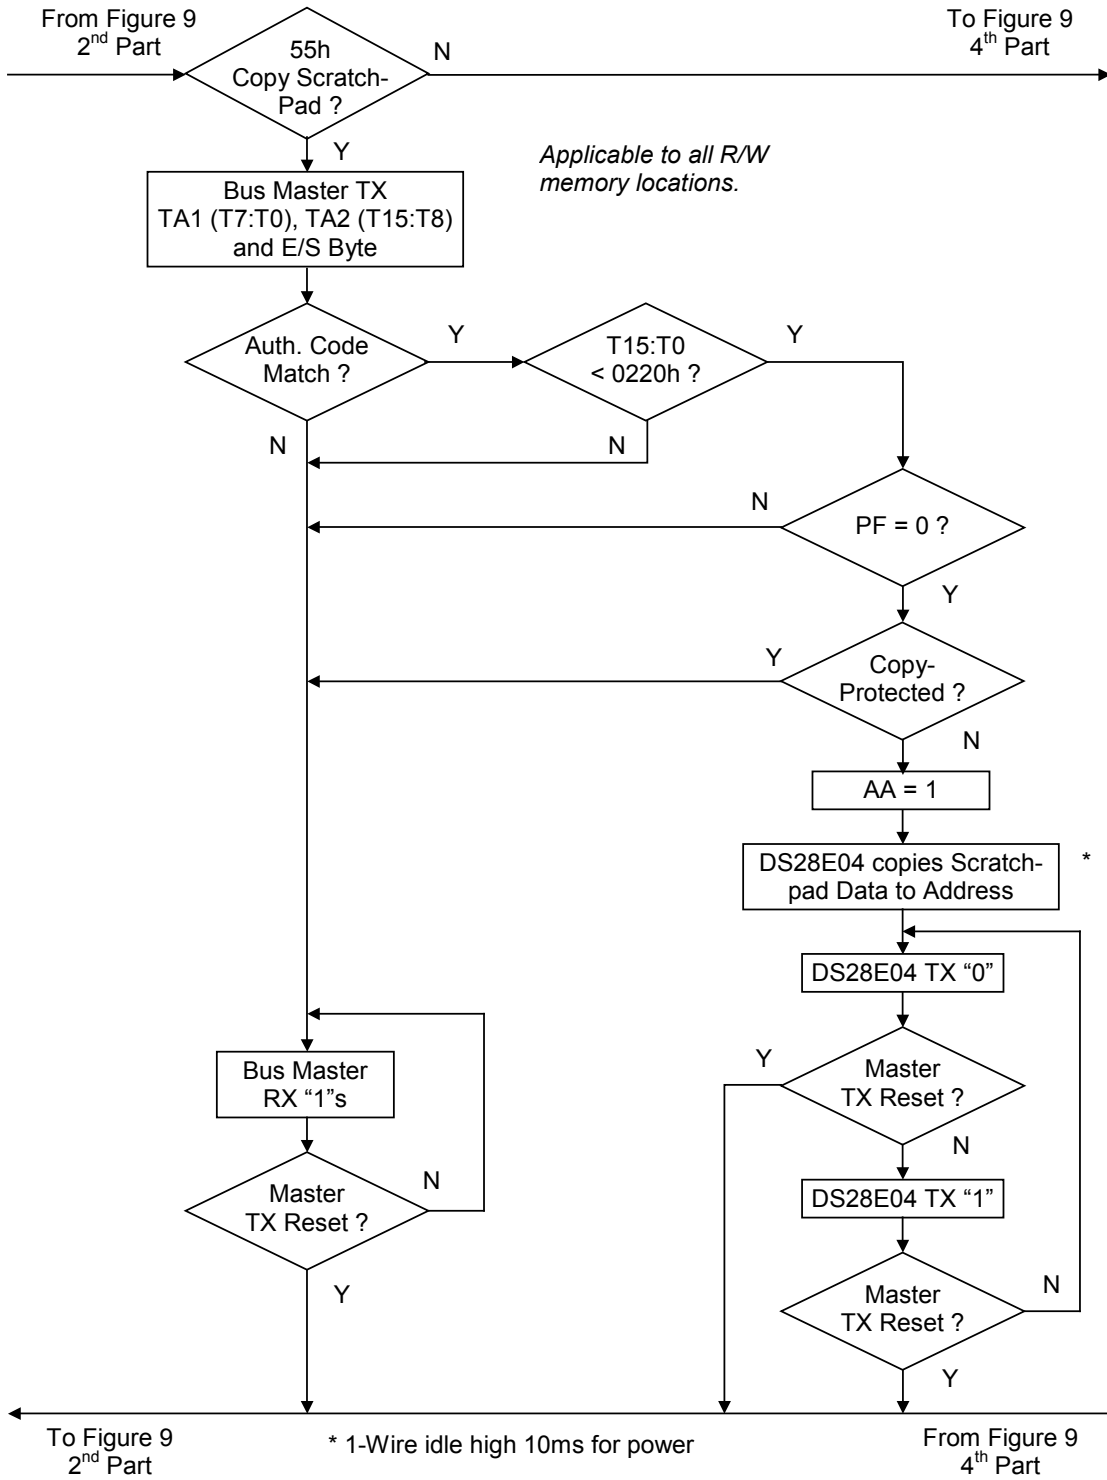 From Figure 9
2nd Part
To Figure 9
4th Part
55h
Copy Scratch-
Pad ?
N
Y
Applicable to all R/W
memory locations.
Bus Master TX
TA1 (T7:T0), TA2 (T15:T8)
and E/S Byte
Auth. Code
Match ?
Y
N
T15:T0
< 0220h ?
Y
N
PF = 0 ?
N
Y
Copy-
Protected ?
Y
N
AA = 1
DS28E04 copies Scratch-
pad Data to Address
*
DS28E04 TX “0”
Master
TX Reset ?
Y
N
DS28E04 TX “1”
Master
TX Reset ?
N
Y
Bus Master
RX “1”s
Master
TX Reset ?
N
Y
To Figure 9
2nd Part
* 1-Wire idle high 10ms for power
From Figure 9
4th Part